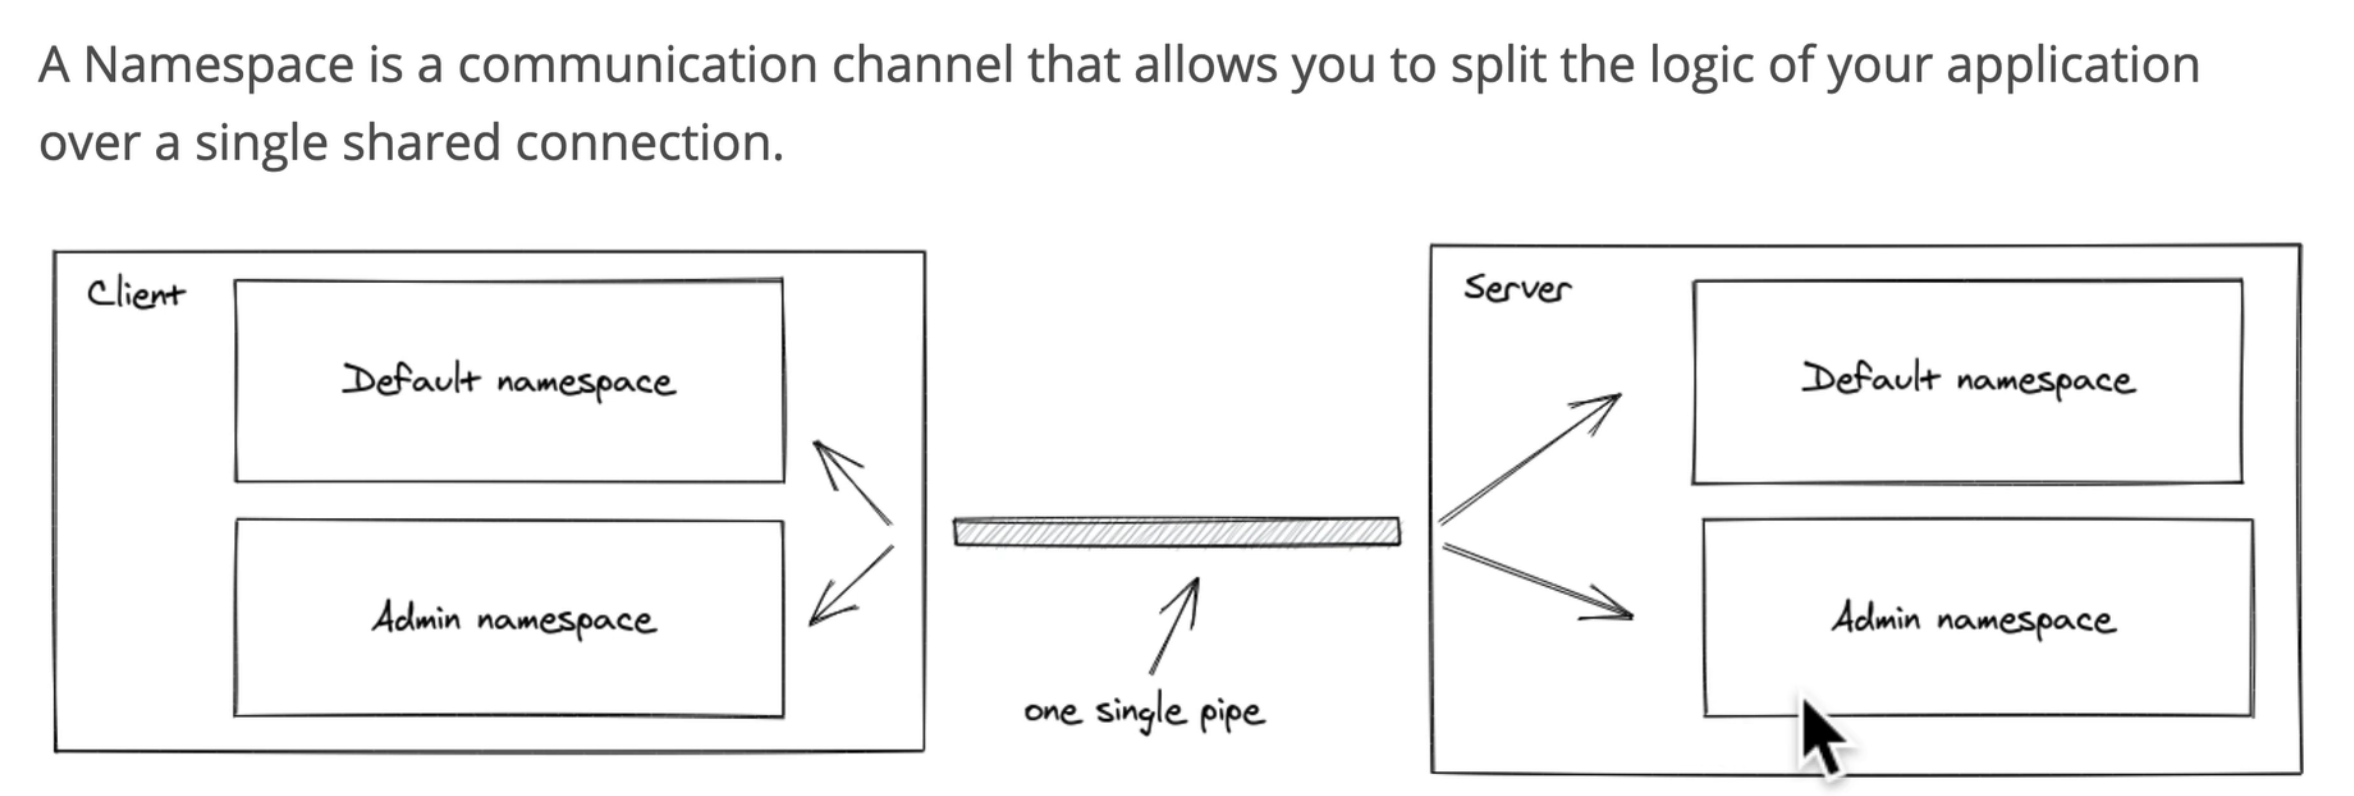 A Namespace is a communication channel that allows you to split the logic of your application
over a single shared connection.
Client
Default namespace
Admin namespace
one single pipe
Server
Default namespace
Admin namespace